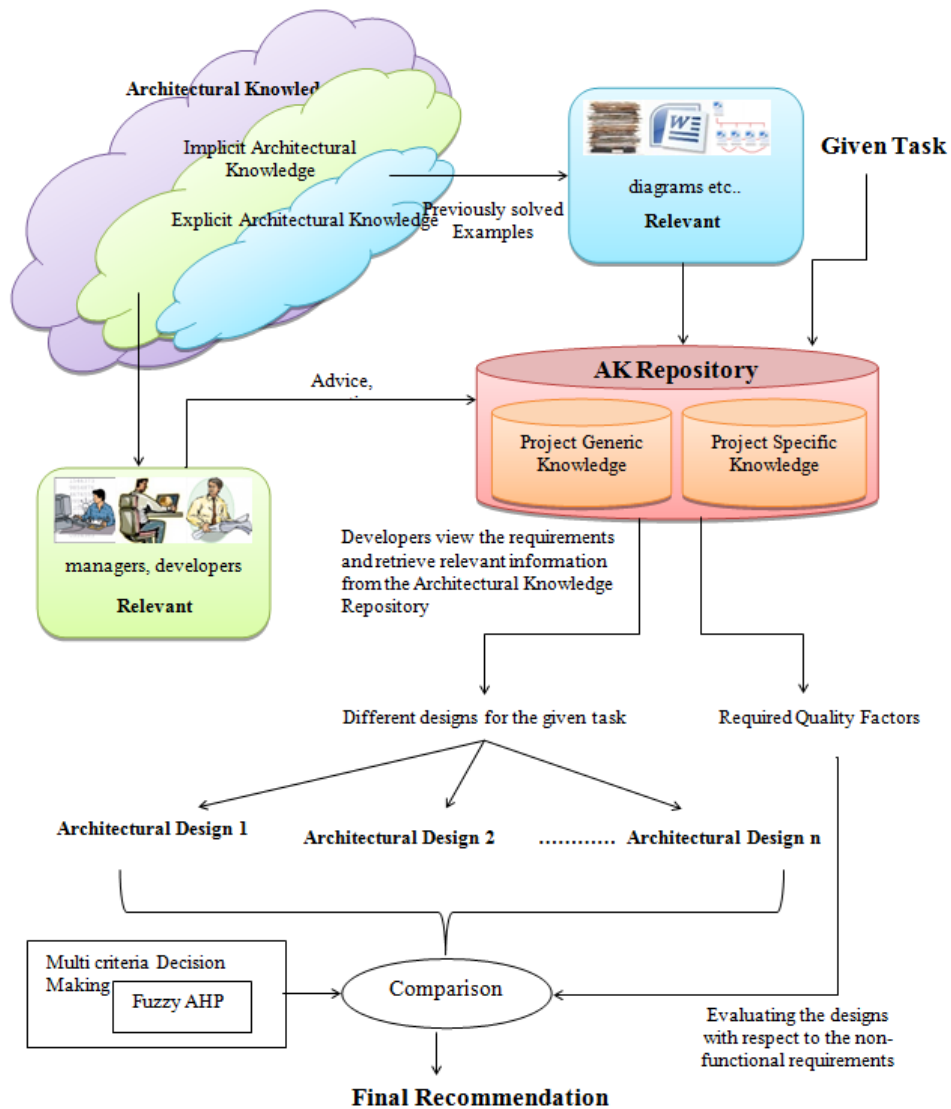 Architectural Knowled
Implicit Architectural
Knowledge
Explicit Architectural Knowledge
Previously solved
Examples
W
diagrams etc..
Relevant
Given Task
AK Repository
Project Generic
Knowledge
Project Specific
Knowledge
Advice,
managers, developers
Relevant
Developers view the requirements
and retrieve relevant information
from the Architectural Knowledge
Repository
Different designs for the given task
Required Quality Factors
Architectural Design 1
Architectural Design 2
............ Architectural Design n
Multi criteria Decision
Making
Fuzzy AHP
Comparison
Evaluating the designs
with respect to the non-
functional requirements
Final Recommendation